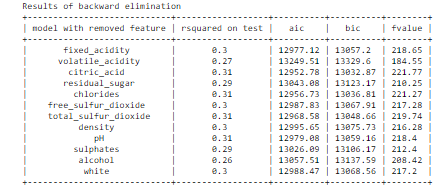 Results of backward elimination
+----------------------------+-----------------+----------+----------+--------+
| model with removed feature | rsquared on test | aic | bic | fvalue |
+----------------------------+-----------------+----------+----------+--------+
| fixed_acidity | 0.3 | 12977.12 | 13057.2 | 218.65 |
| volatile_acidity | 0.27 | 13249.51 | 13329.6 | 184.55 |
| citric_acid | 0.31 | 12952.78 | 13032.87 | 221.77 |
| residual_sugar | 0.29 | 13043.08 | 13123.17 | 210.25 |
| chlorides | 0.31 | 12956.73 | 13036.81 | 221.27 |
| free_sulfur_dioxide | 0.3 | 12987.83 | 13067.91 | 217.28 |
| total_sulfur_dioxide | 0.31 | 12968.58 | 13048.66 | 219.74 |
| density | 0.3 | 12995.65 | 13075.73 | 216.28 |
| pH | 0.31 | 12979.08 | 13059.16 | 218.4 |
| sulphates | 0.29 | 13026.09 | 13106.17 | 212.4 |
| alcohol | 0.26 | 13057.51 | 13137.59 | 208.42 |
| white | 0.3 | 12988.47 | 13068.56 | 217.2 |
+----------------------------+-----------------+----------+----------+--------+